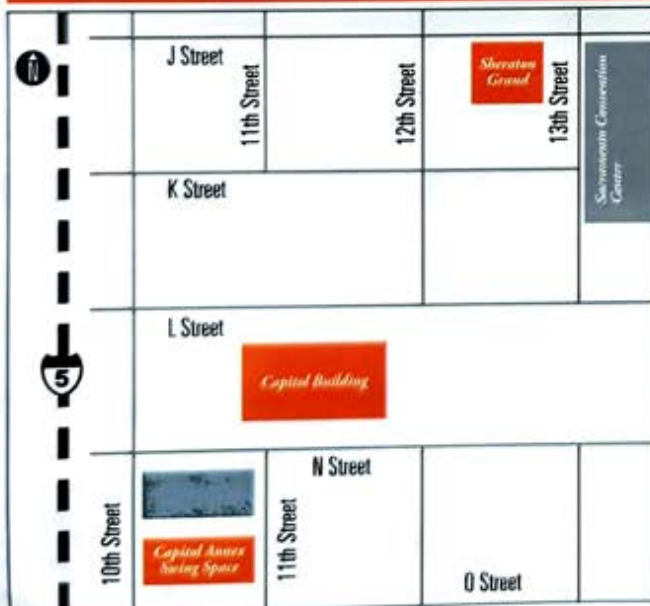 N
J Street
11th Street
12th Street
Sheraton
Grand
13th Street
Sacramento Convention
Center
K Street
L Street
5
Capitol Building
N Street
10th Street
11th Street
Capitol Annex
Swing Space
O Street